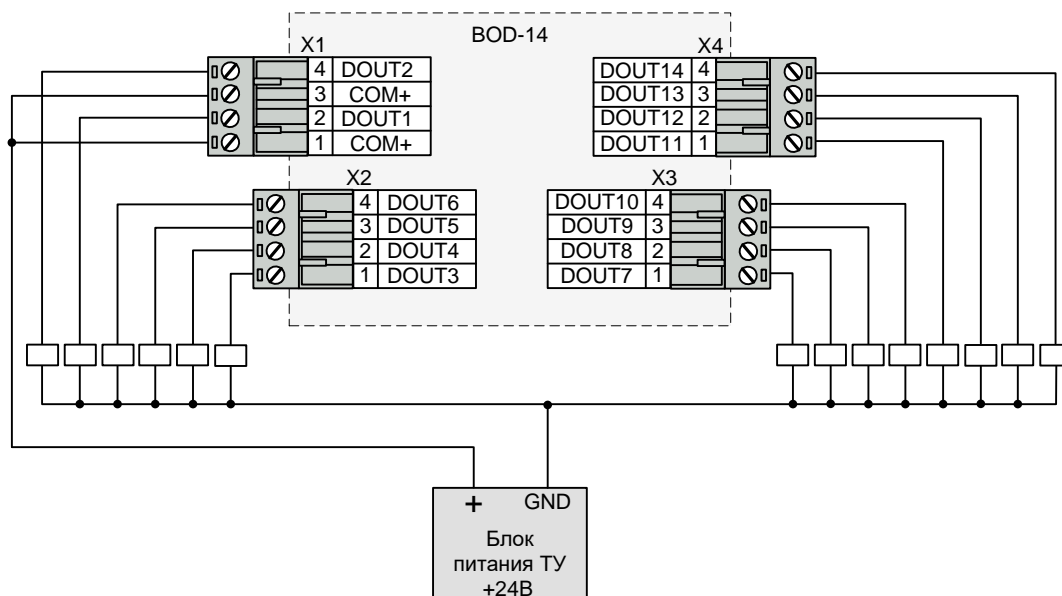 BOD-14
X1
4 DOUT2
3 COM+
2 DOUT1
1 COM+
X4
DOUT14 4
DOUT13 3
DOUT12 2
DOUT11 1
X2
4 DOUT6
3 DOUT5
2 DOUT4
1 DOUT3
X3
DOUT10 4
DOUT9 3
DOUT8 2
DOUT7 1
+ GND
Блок
питания ТУ
+24В